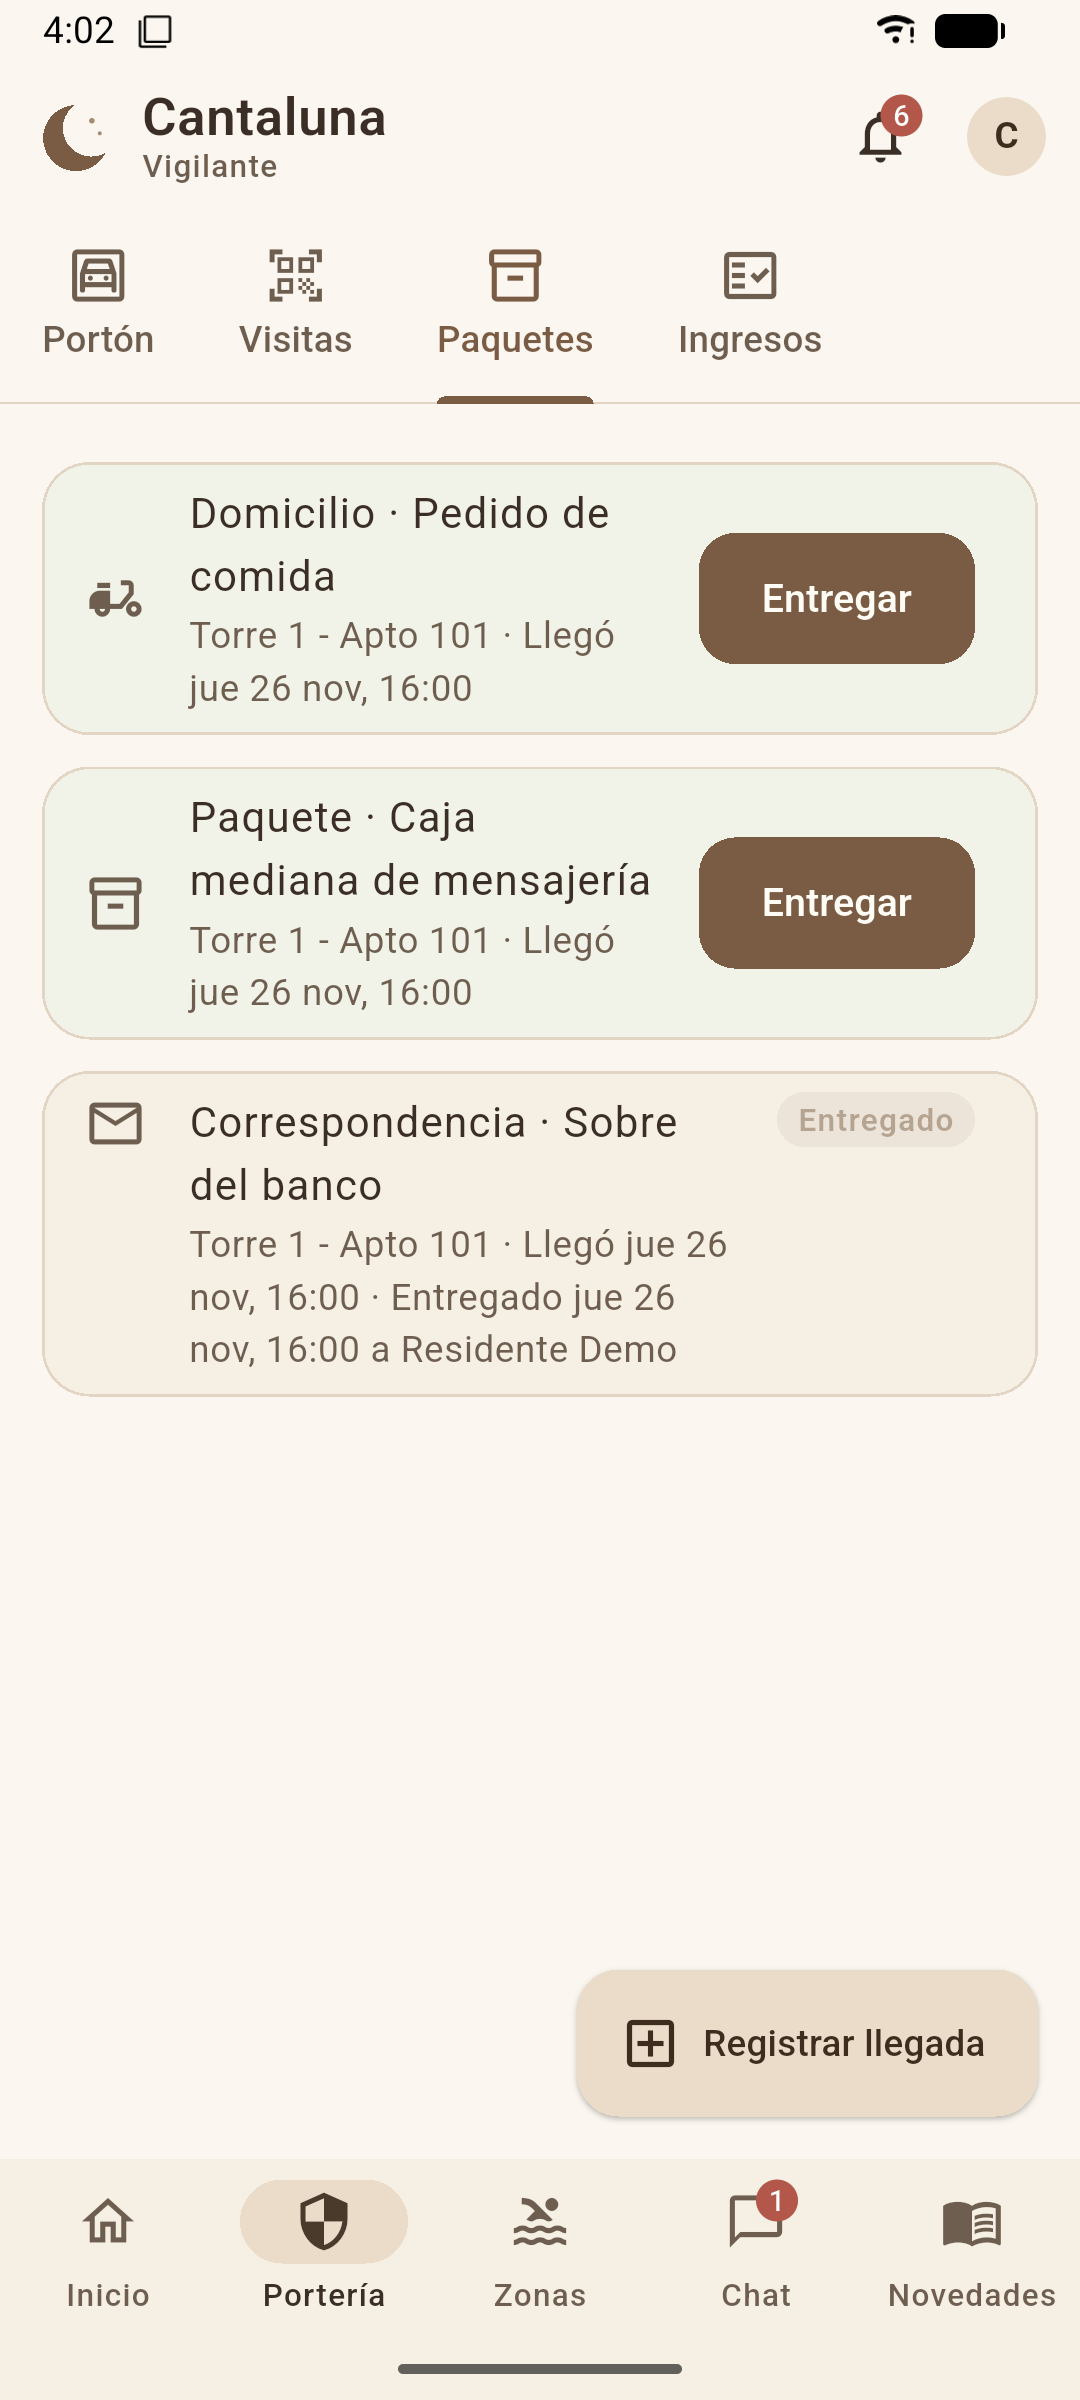 4:02
Cantaluna
Vigilante
6
C
Portón
Visitas
Paquetes
Ingresos
Domicilio · Pedido de
comida
Torre 1 - Apto 101 · Llegó
jue 26 nov, 16:00
Entregar
Paquete · Caja
mediana de mensajería
Torre 1 - Apto 101 · Llegó
jue 26 nov, 16:00
Entregar
Correspondencia · Sobre
del banco
Entregado
Torre 1 - Apto 101 · Llegó jue 26
nov, 16:00 · Entregado jue 26
nov, 16:00 a Residente Demo
Registrar llegada
1
Inicio
Portería
Zonas
Chat
Novedades